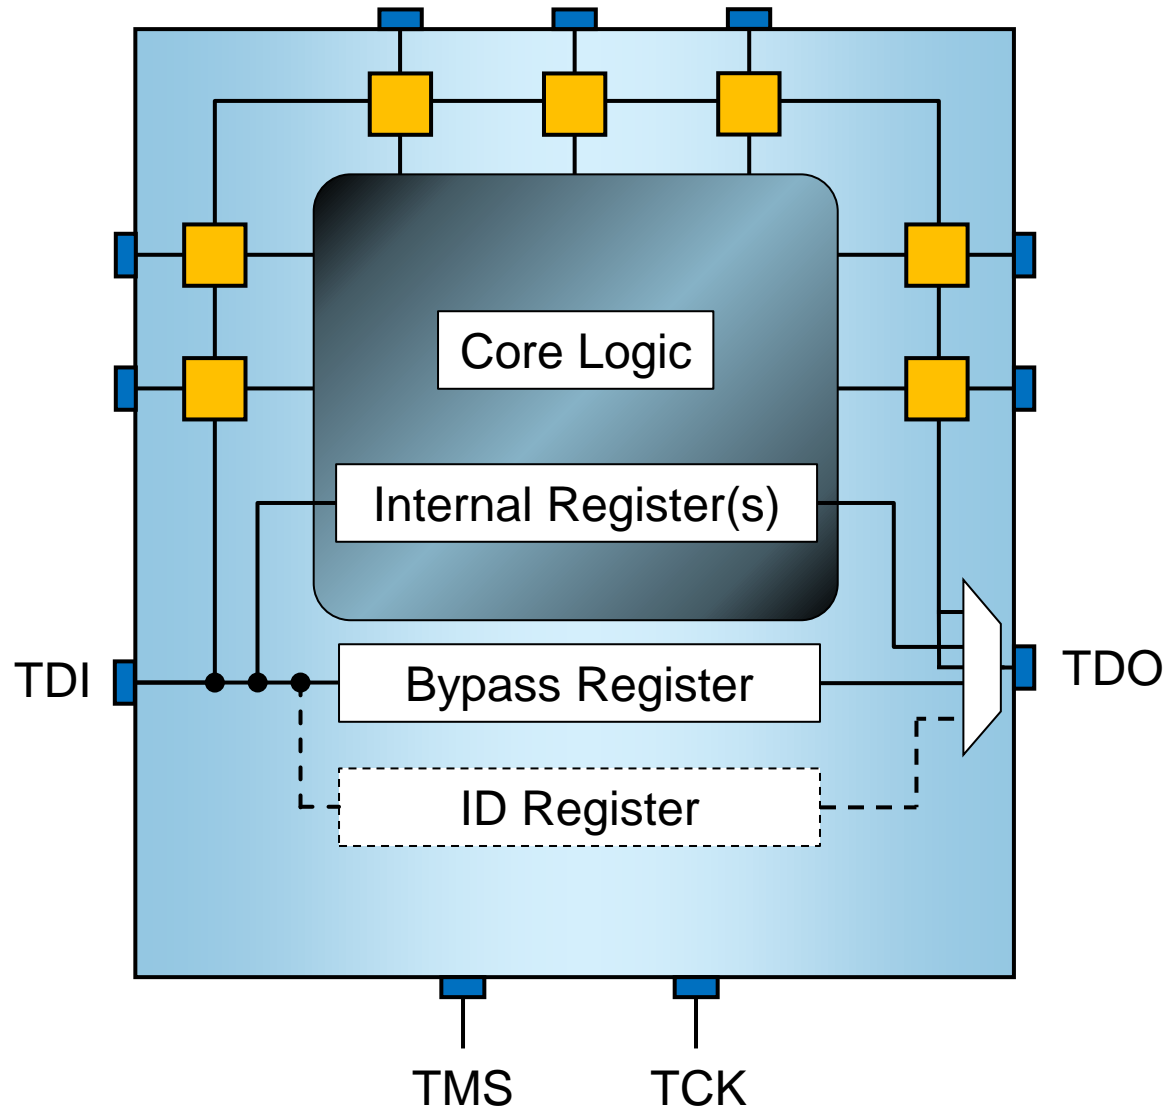 Core Logic
Internal Register(s)
TDI
Bypass Register
TDO
ID Register
TMS
TCK